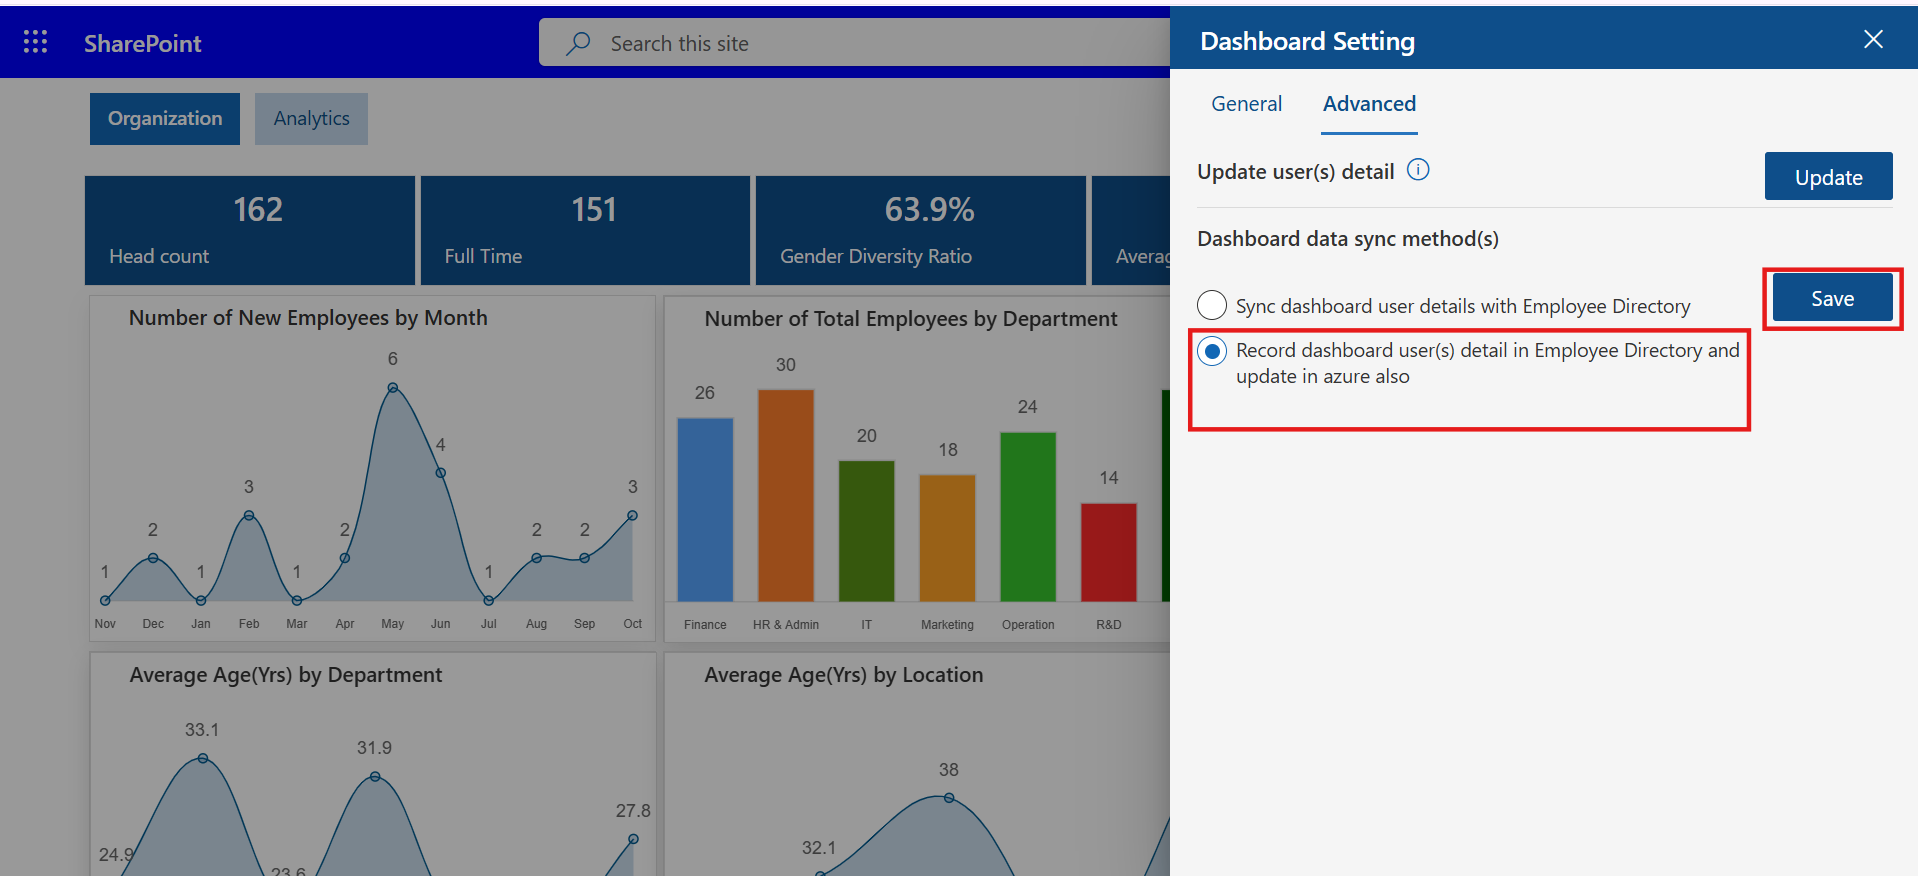 SharePoint
Search this site
Organization
Analytics
162
Head count
151
Full Time
63.9%
Gender Diversity Ratio
Number of New Employees by Month
1
2
1
3
1
2
6
4
1
2
2
3
Nov Dec Jan Feb Mar Apr May Jun Jul Aug Sep Oct
Number of Total Employees by Department
26
30
20
18
24
14
Finance HR & Admin IT Marketing Operation R&D
Average Age(Yrs) by Department
24.9
33.1
23.6
31.9
27.8
Average Age(Yrs) by Location
32.1
38
Dashboard Setting
General
Advanced
Update user(s) detail
Update
Dashboard data sync method(s)
Sync dashboard user details with Employee Directory
Save
Record dashboard user(s) detail in Employee Directory and
update in azure also